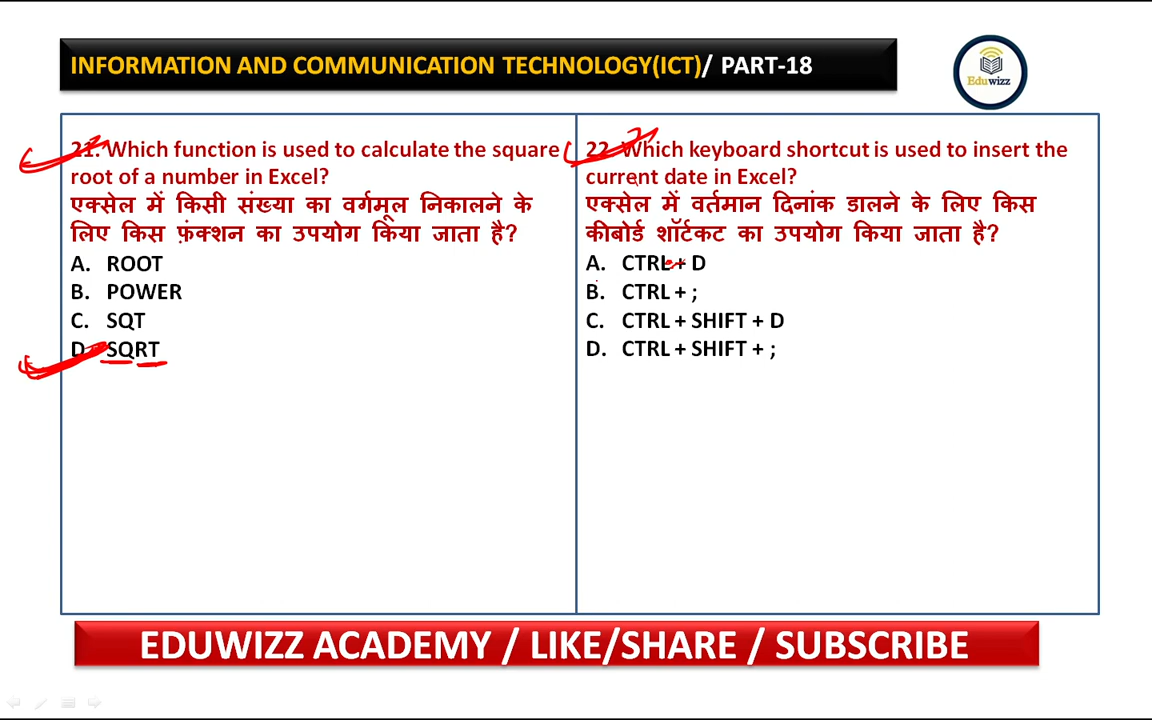 INFORMATION AND COMMUNICATION TECHNOLOGY(ICT)/ PART-18
Eduwizz
21. Which function is used to calculate the square
root of a number in Excel?
एक्सेल में किसी संख्या का वर्गमूल निकालने के
लिए किस फ़ंक्शन का उपयोग किया जाता है?
A. ROOT
B. POWER
C. SQT
D. SQRT
22. Which keyboard shortcut is used to insert the
current date in Excel?
एक्सेल में वर्तमान दिनांक डालने के लिए किस
कीबोर्ड शॉर्टकट का उपयोग किया जाता है?
A. CTRL + D
B. CTRL + ;
C. CTRL + SHIFT + D
D. CTRL + SHIFT + ;
EDUWIZZ ACADEMY / LIKE/SHARE / SUBSCRIBE